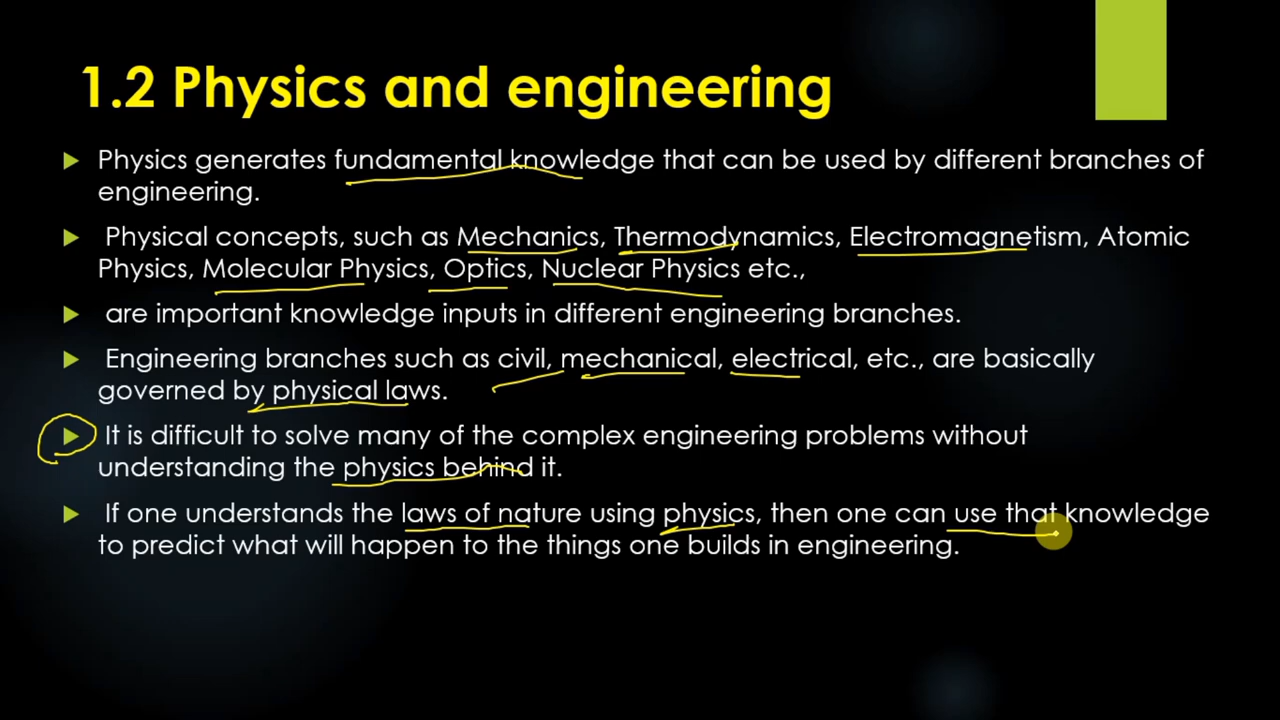 1.2 Physics and engineering
Physics generates fundamental knowledge that can be used by different branches of
engineering.
Physical concepts, such as Mechanics, Thermodynamics, Electromagnetism, Atomic
Physics, Molecular Physics, Optics, Nuclear Physics etc.,
are important knowledge inputs in different engineering branches.
Engineering branches such as civil, mechanical, electrical, etc., are basically
governed by physical laws.
It is difficult to solve many of the complex engineering problems without
understanding the physics behind it.
If one understands the laws of nature using physics, then one can use that knowledge
to predict what will happen to the things one builds in engineering.